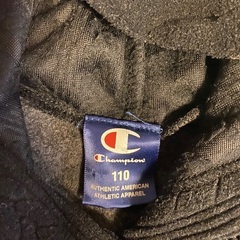 Champion
110
AUTHENTIC AMERICAN
ATHLETIC APPAREL